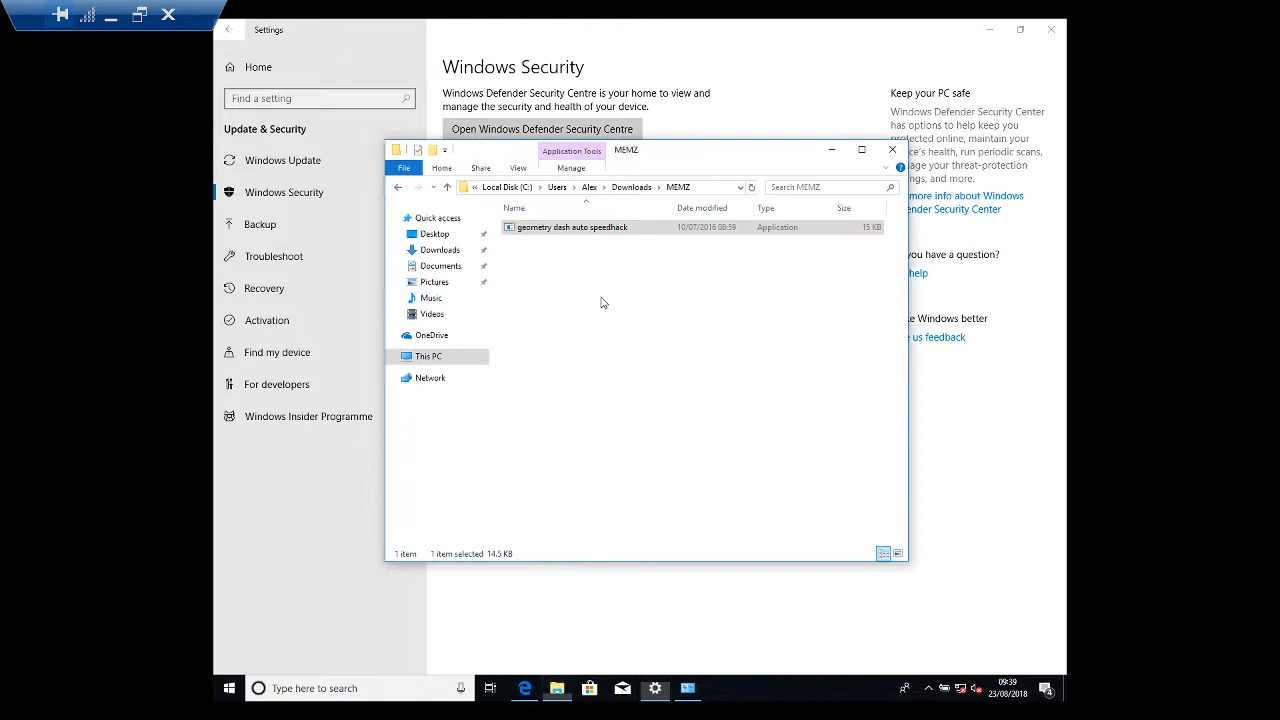 Settings
Home
Find a setting
Update & Security
Windows Update
Windows Security
Backup
Troubleshoot
Recovery
Activation
Find my device
For developers
Windows Insider Programme
Windows Security
Windows Defender Security Centre is your home to view and
manage the security and health of your device.
Open Windows Defender Security Centre
Keep your PC safe
Windows Defender Security Center
has options to help keep you
protected online, maintain your
ice's health, run periodic scans,
age your threat-protection
ings, and more.
more info about Windows
ender Security Center
you have a question?
help
e Windows better
us feedback
Application Tools
MEMZ
File
Home
Share
View
Manage
« Local Disk (C:) > Users > Alex > Downloads > MEMZ
Search MEMZ
Name
Date modified
Type
Size
geometry dash auto speedhack
10/07/2016 08:59
Application
15 KB
Quick access
Desktop
Downloads
Documents
Pictures
Music
Videos
OneDrive
This PC
Network
1 item
1 item selected 14.5 KB
Type here to search
09:39
23/08/2018
4